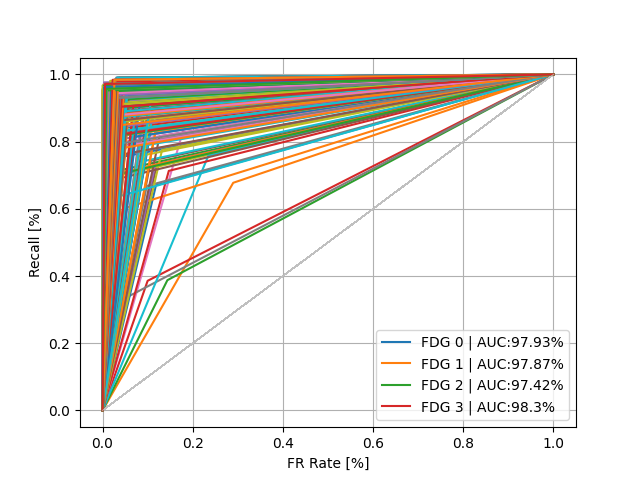 1.0
0.8
0.6
0.4
0.2
0.0
Recall [%]
0.0 0.2 0.4 0.6 0.8 1.0
FR Rate [%]
FDG 0 | AUC:97.93%
FDG 1 | AUC:97.87%
FDG 2 | AUC:97.42%
FDG 3 | AUC:98.3%